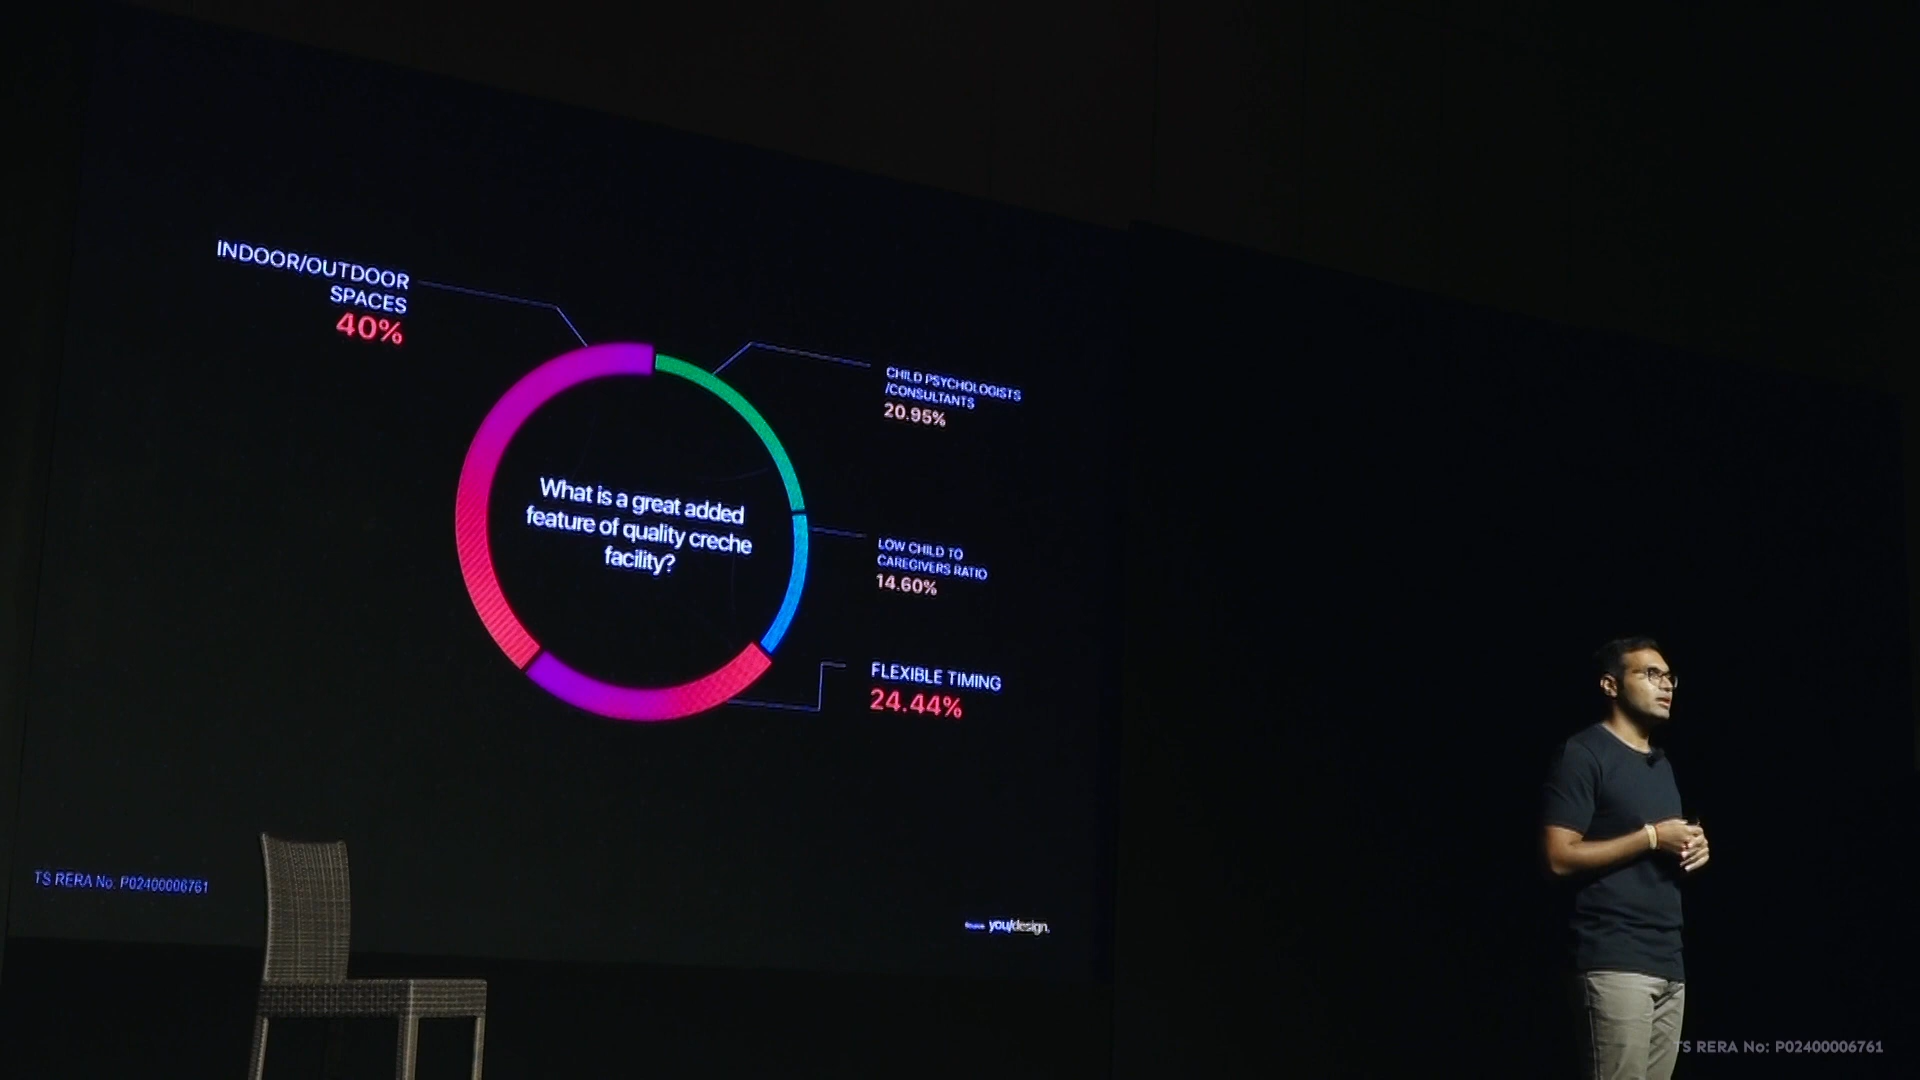 INDOOR/OUTDOOR
SPACES
40%
CHILD PSYCHOLOGISTS
/CONSULTANTS
20.95%
What is a great added
feature of quality creche
facility?
LOW CHILD TO
CAREGIVERS RATIO
14.60%
FLEXIBLE TIMING
24.44%
TS RERA No. P02400006761
you/design.
TS RERA No: P02400006761